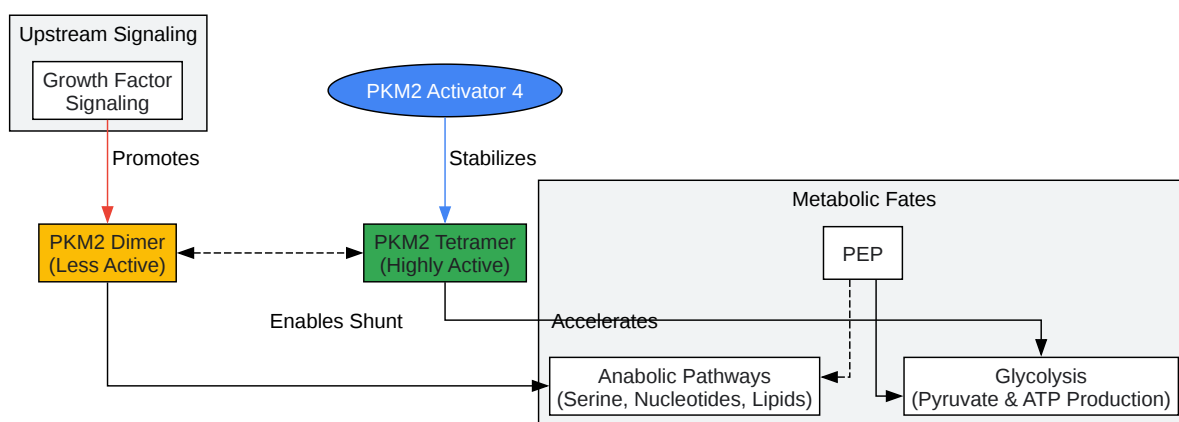 Upstream Signaling
Growth Factor
Signaling
PKM2 Activator 4
Promotes
Stabilizes
Metabolic Fates
PKM2 Dimer
(Less Active)
PKM2 Tetramer
(Highly Active)
PEP
Enables Shunt
Accelerates
Anabolic Pathways
(Serine, Nucleotides, Lipids)
Glycolysis
(Pyruvate & ATP Production)